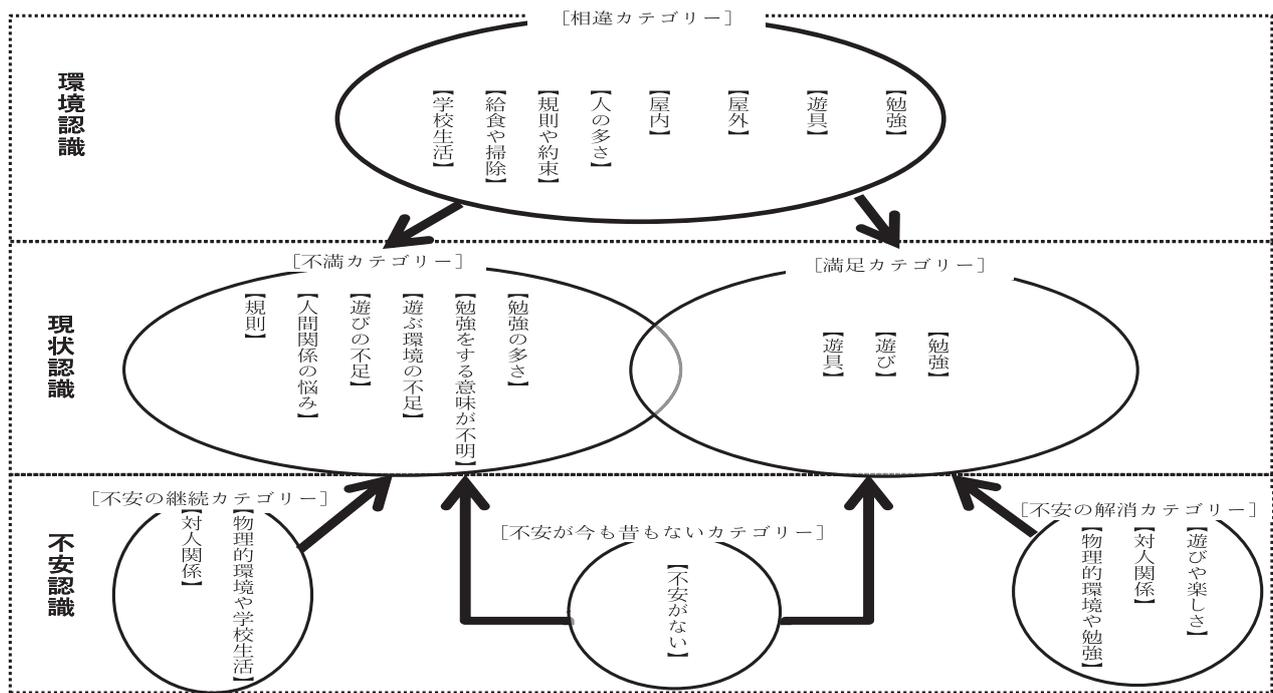 [相違カテゴリー]
環境認識
【勉強】
【遊具】
【屋外】
【屋内】
【人の多さ】
【規則や約束】
【給食や掃除】
【学校生活】
現状認識
[不満カテゴリー]
【勉強の多さ】
【勉強をする意味が不明】
【遊ぶ環境の不足】
【遊びの不足】
【人間関係の悩み】
【規則】
[満足カテゴリー]
【勉強】
【遊び】
【遊具】
不安認識
[不安の継続カテゴリー]
【物理的環境や学校生活】
【対人関係】
[不安が今も昔もないカテゴリー]
【不安がない】
[不安の解消カテゴリー]
【遊びや楽しさ】
【対人関係】
【物理的環境や勉強】